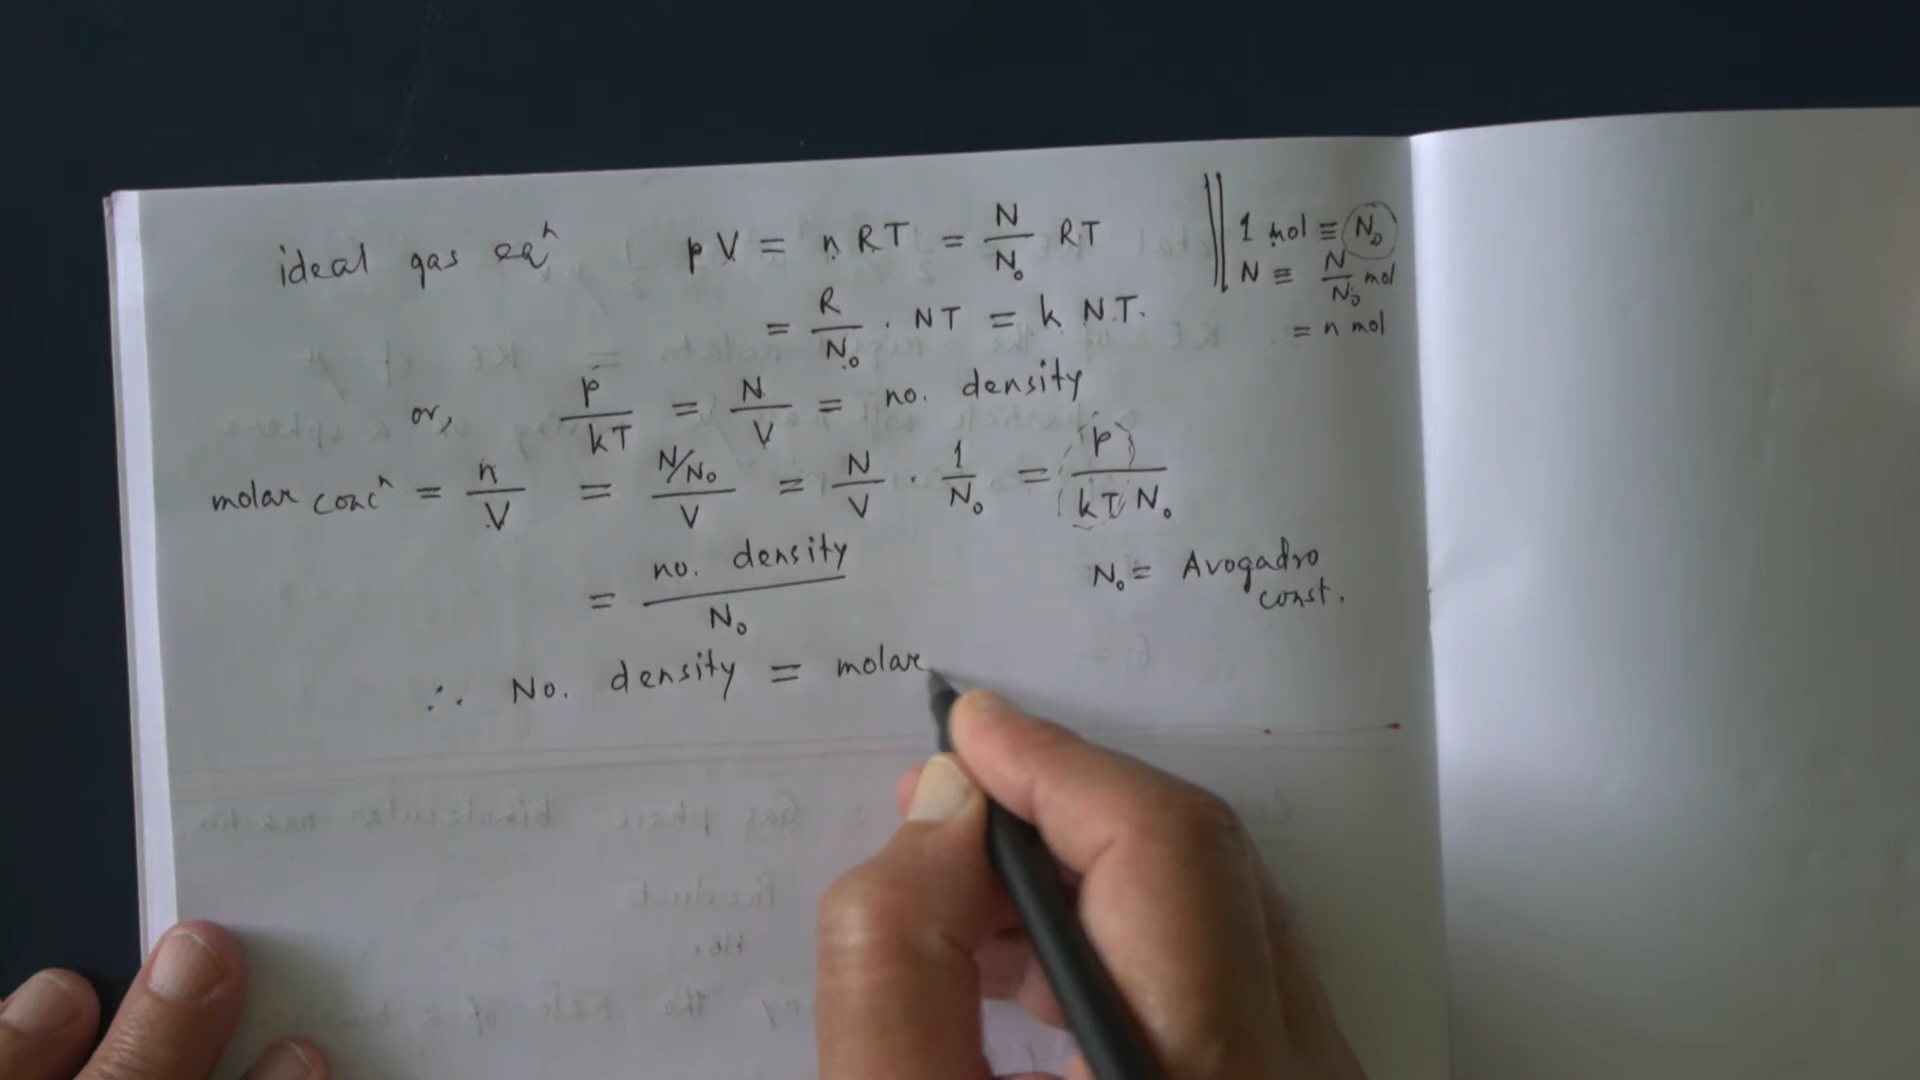 ideal gas eqⁿ pV = nRT = N/N₀ RT
= R/N₀ · NT = k N.T.
|| 1 mol ≡ N₀
N ≡ N/N₀ mol
= n mol
or, p/kT = N/V = no. density
molar concⁿ = n/V = (N/N₀)/V = N/V · 1/N₀ = p/(kT N₀)
= no. density/N₀
N₀ = Avogadro
const.
∴ No. density = molar